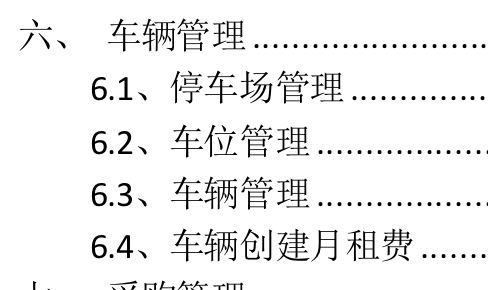 六、 车辆管理........................
6.1、停车场管理..............
6.2、车位管理..................
6.3、车辆管理..................
6.4、车辆创建月租费.......